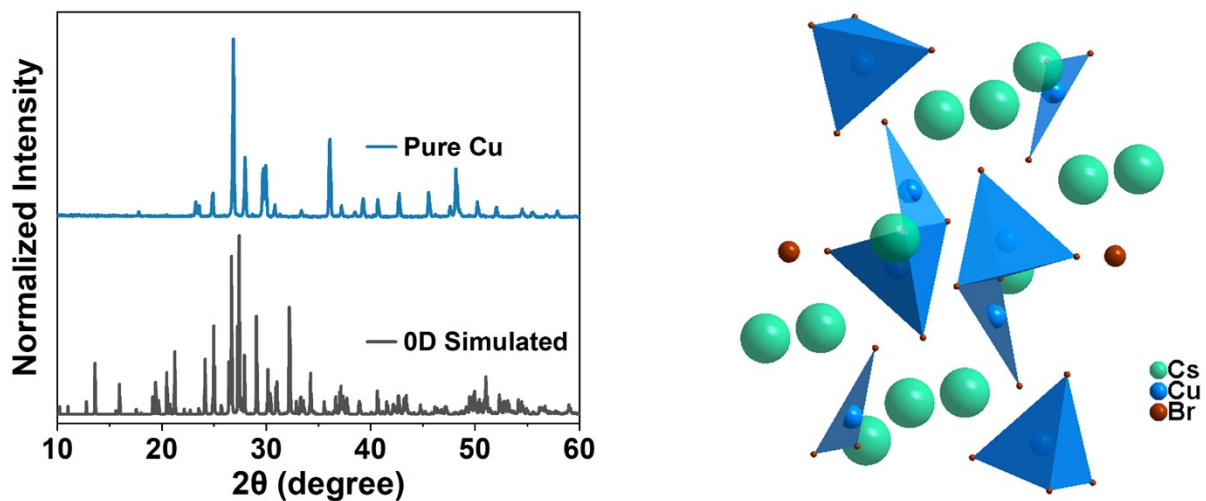 Normalized Intensity
Pure Cu
0D Simulated
10 20 30 40 50 60
2θ (degree)
Cs
Cu
Br